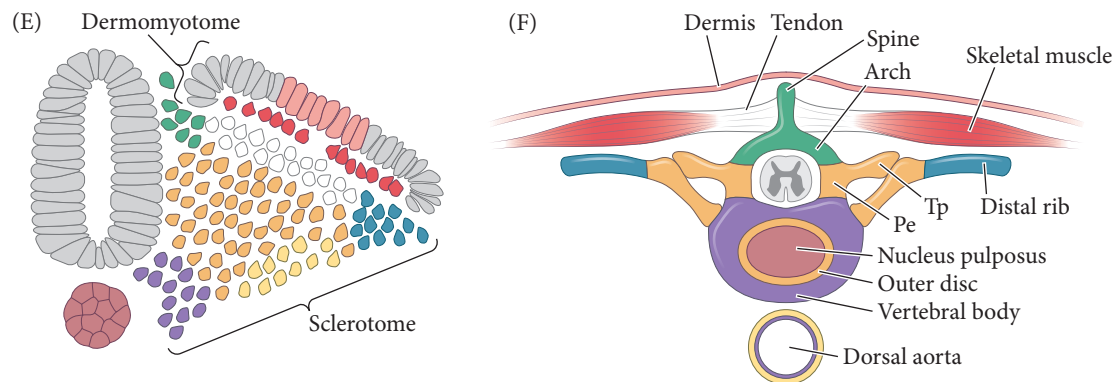 (E)
Dermomyotome
Sclerotome
(F)
Dermis
Tendon
Spine
Arch
Skeletal muscle
Tp
Pe
Distal rib
Nucleus pulposus
Outer disc
Vertebral body
Dorsal aorta